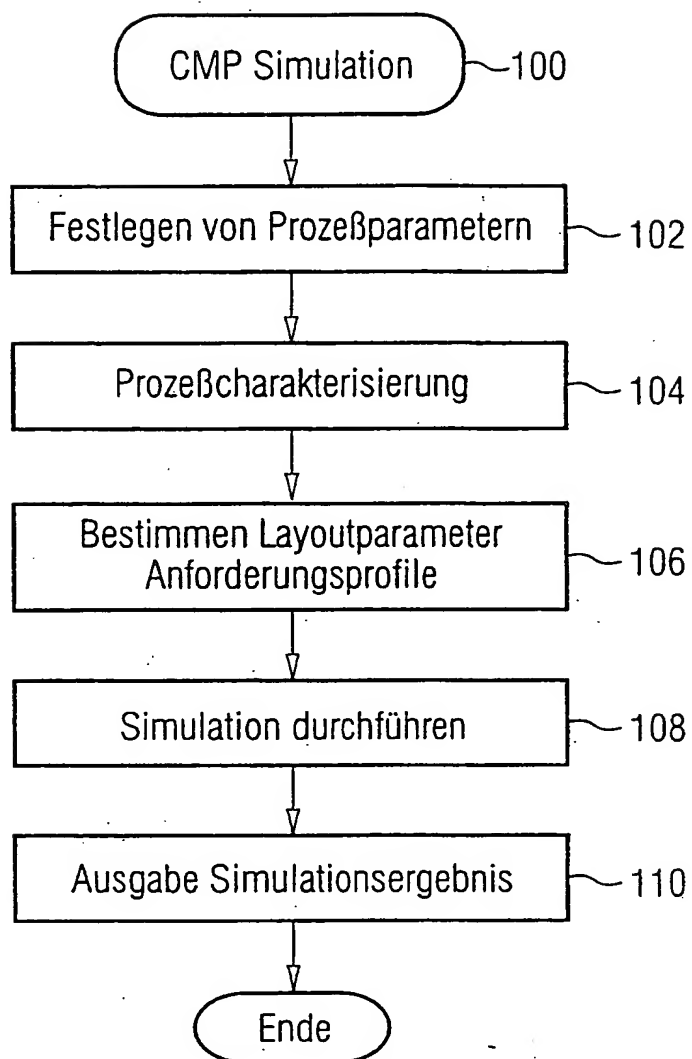 CMP Simulation
100
Festlegen von Prozeßparametern
102
Prozeßcharakterisierung
104
Bestimmen Layoutparameter
Anforderungsprofile
106
Simulation durchführen
108
Ausgabe Simulationsergebnis
110
Ende